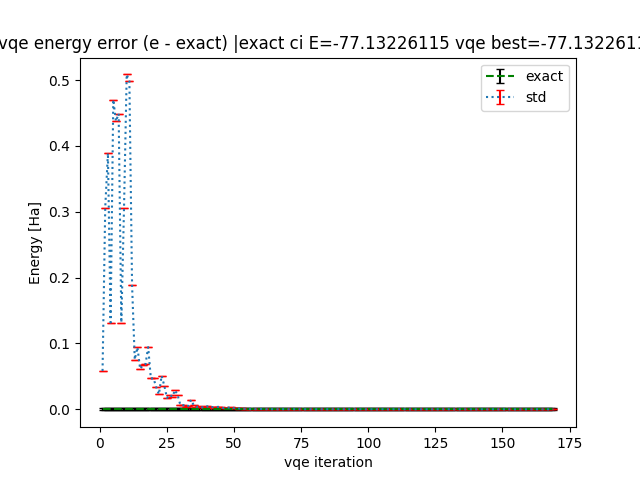 vqe energy error (e - exact) |exact ci E=-77.13226115 vqe best=-77.1322611
exact
std
Energy [Ha]
0.5
0.4
0.3
0.2
0.1
0.0
0 25 50 75 100 125 150 175
vqe iteration